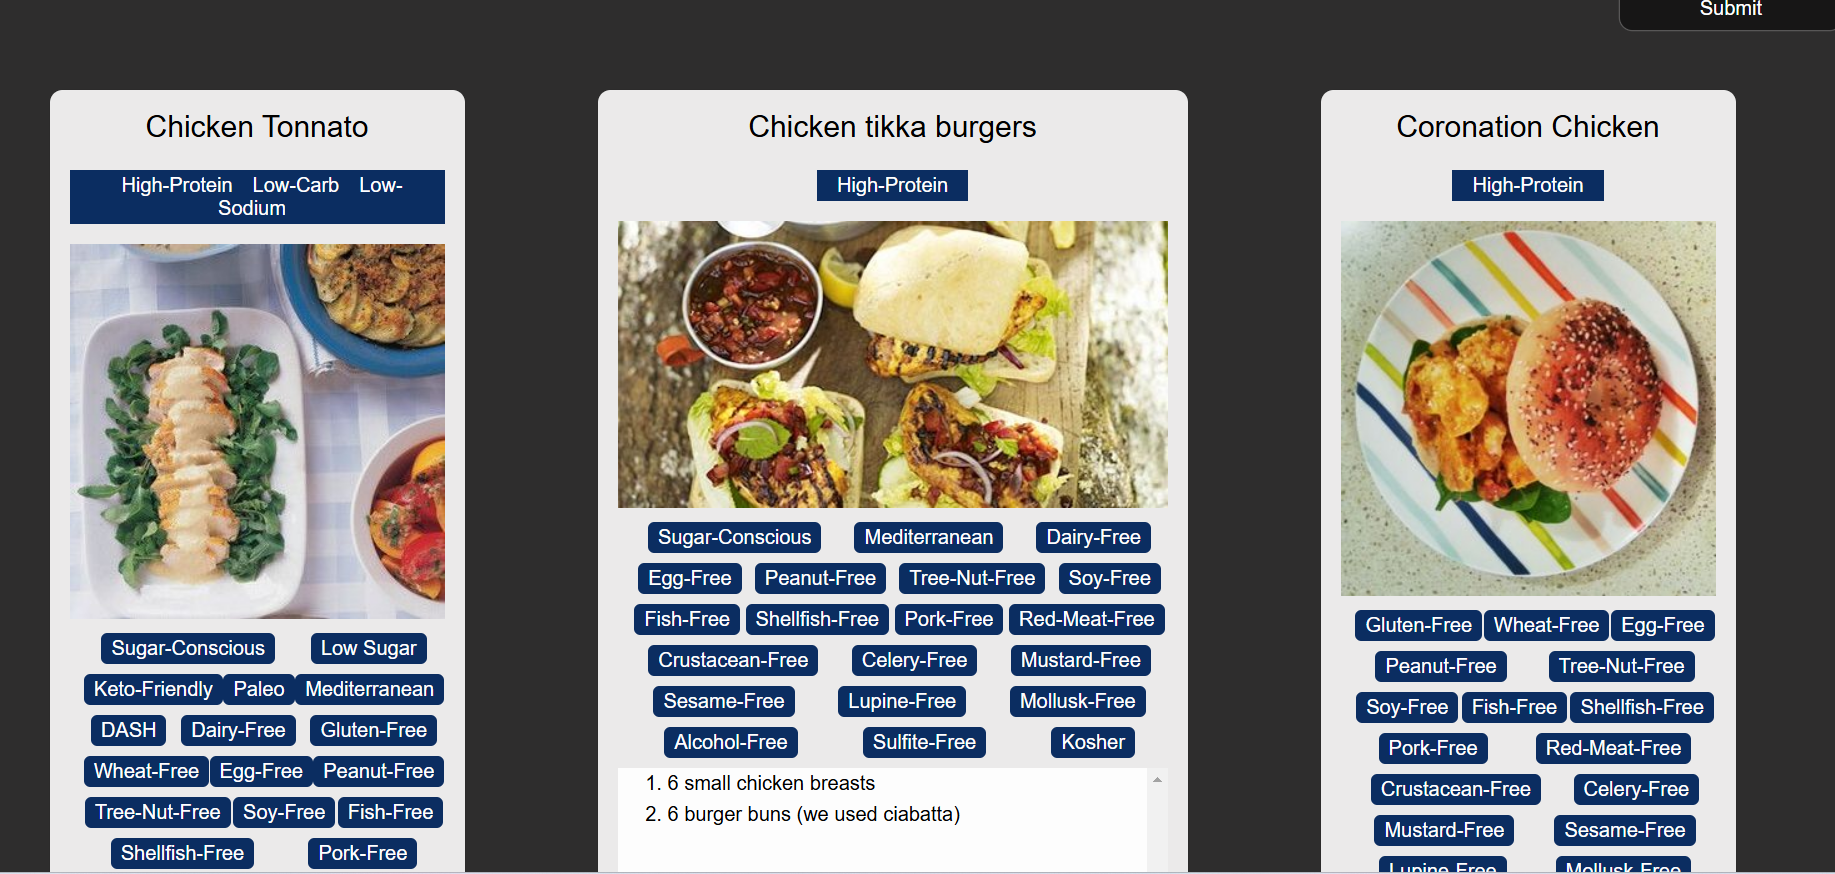 Submit
Chicken Tonnato
High-Protein Low-Carb Low-
Sodium
Sugar-Conscious Low Sugar
Keto-Friendly Paleo Mediterranean
DASH Dairy-Free Gluten-Free
Wheat-Free Egg-Free Peanut-Free
Tree-Nut-Free Soy-Free Fish-Free
Shellfish-Free Pork-Free
Chicken tikka burgers
High-Protein
Sugar-Conscious Mediterranean Dairy-Free
Egg-Free Peanut-Free Tree-Nut-Free Soy-Free
Fish-Free Shellfish-Free Pork-Free Red-Meat-Free
Crustacean-Free Celery-Free Mustard-Free
Sesame-Free Lupine-Free Mollusk-Free
Alcohol-Free Sulfite-Free Kosher
1. 6 small chicken breasts
2. 6 burger buns (we used ciabatta)
Coronation Chicken
High-Protein
Gluten-Free Wheat-Free Egg-Free
Peanut-Free Tree-Nut-Free
Soy-Free Fish-Free Shellfish-Free
Pork-Free Red-Meat-Free
Crustacean-Free Celery-Free
Mustard-Free Sesame-Free
Lupine-Free Mollusk-Free